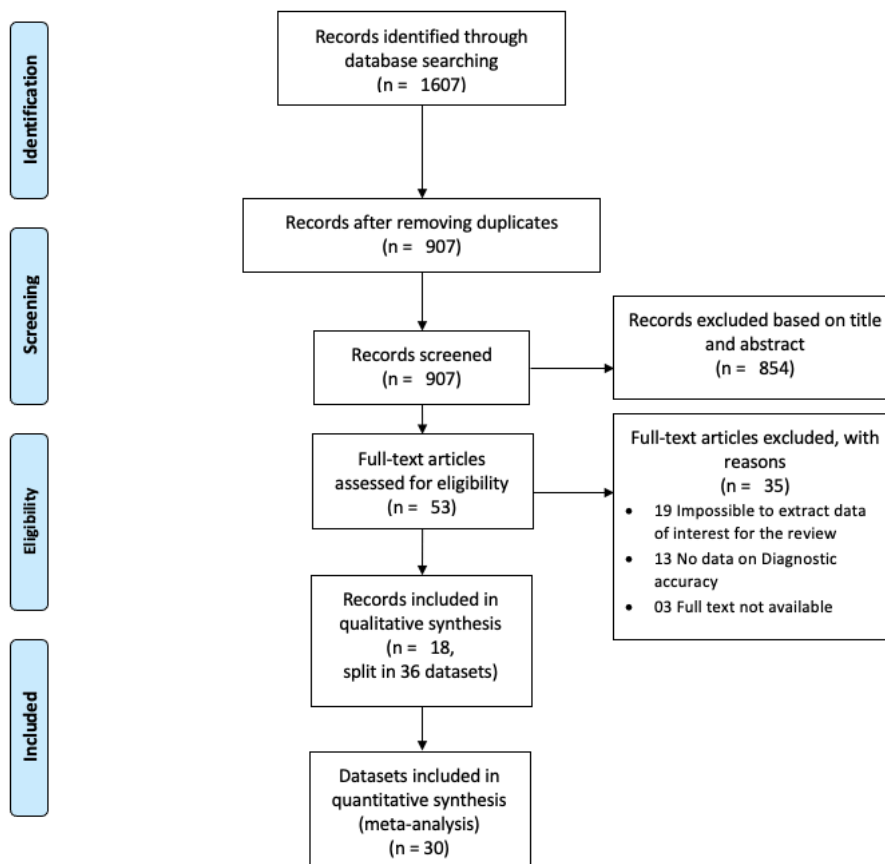 Identification
Records identified through
database searching
(n = 1607)
Records after removing duplicates
(n = 907)
Screening
Records screened
(n = 907)
Records excluded based on title
and abstract
(n = 854)
Eligibility
Full-text articles
assessed for eligibility
(n = 53)
Full-text articles excluded, with
reasons
(n = 35)
• 19 Impossible to extract data
of interest for the review
• 13 No data on Diagnostic
accuracy
• 03 Full text not available
Records included in
qualitative synthesis
(n = 18,
split in 36 datasets)
Included
Datasets included in
quantitative synthesis
(meta-analysis)
(n = 30)